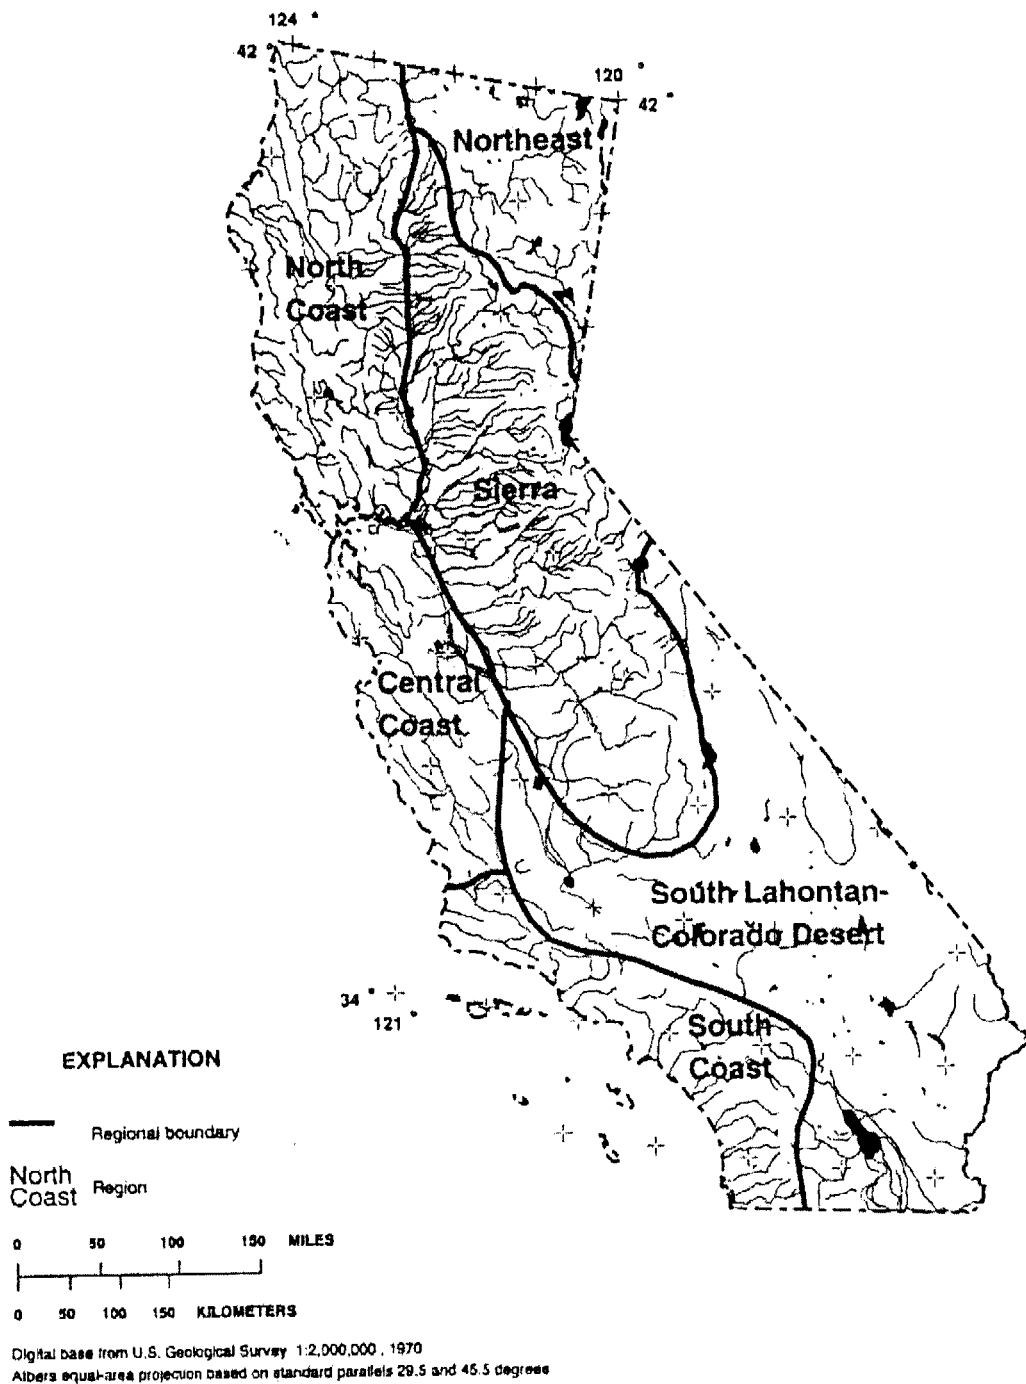 124 °
42 °
120 °
42 °
Northeast
North
Coast
Sierra
Central
Coast
South Lahontan-
Colorado Desert
34 °
121 °
South
Coast
EXPLANATION
Regional boundary
North
Coast
Region
0 50 100 150 MILES
0 50 100 150 KILOMETERS
Digital base from U.S. Geological Survey 1:2,000,000 , 1970
Albers equal-area projection based on standard parallels 29.5 and 45.5 degrees